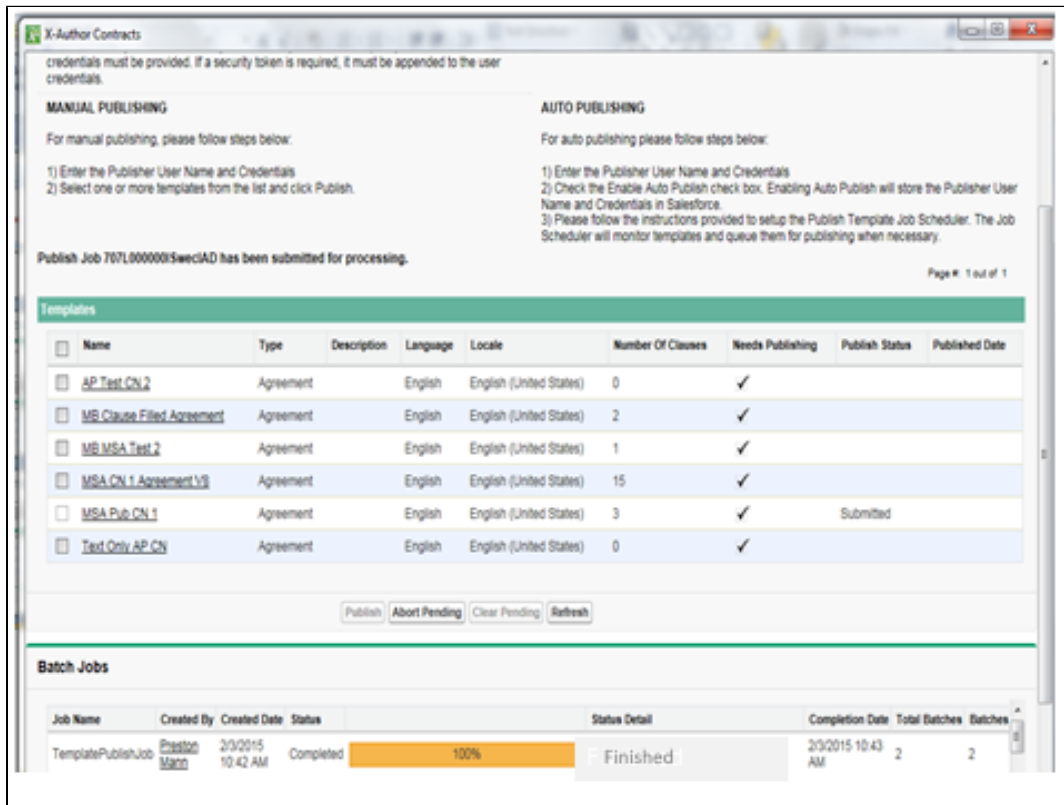 X-Author Contracts
credentials must be provided. If a security token is required, it must be appended to the user
credentials.
MANUAL PUBLISHING
For manual publishing, please follow steps below:
1) Enter the Publisher User Name and Credentials
2) Select one or more templates from the list and click Publish.
AUTO PUBLISHING
For auto publishing please follow steps below:
1) Enter the Publisher User Name and Credentials
2) Check the Enable Auto Publish check box. Enabling Auto Publish will store the Publisher User
Name and Credentials in Salesforce.
3) Please follow the instructions provided to setup the Publish Template Job Scheduler. The Job
Scheduler will monitor templates and queue them for publishing when necessary.
Publish Job 707L000000ISweclAD has been submitted for processing.
Page #: 1 out of 1
Templates
Name Type Description Language Locale Number Of Clauses Needs Publishing Publish Status Published Date
AP Test CN 2 Agreement English English (United States) 0 ✓
MB Clause Filled Agreement Agreement English English (United States) 2 ✓
MB MSA Test 2 Agreement English English (United States) 1 ✓
MSA CN 1 Agreement Agreement English English (United States) 15 ✓
MSA Pub CN 1 Agreement English English (United States) 3 ✓ Submitted
Text Only AP CN Agreement English English (United States) 0 ✓
Publish Abort Pending Clear Pending Refresh
Batch Jobs
Job Name Created By Created Date Status Status Detail Completion Date Total Batches Batches
TemplatePublishJob Preston Mann 2/3/2015 10:42 AM Completed 100% Finished 2/3/2015 10:43 AM 2 2